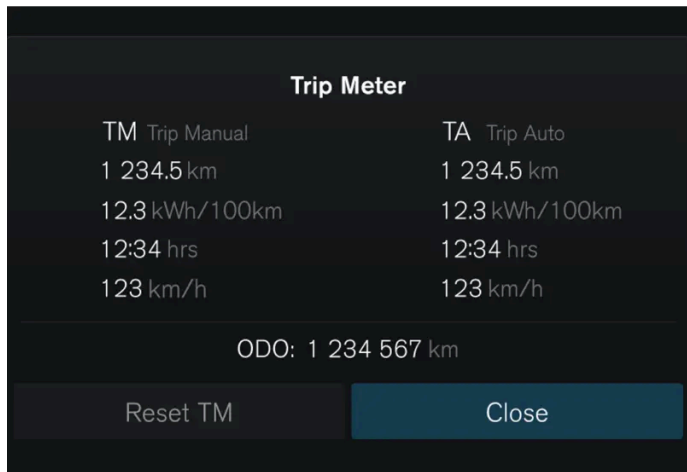 Trip Meter
TM Trip Manual
1 234.5 km
12.3 kWh/100km
12:34 hrs
123 km/h
TA Trip Auto
1 234.5 km
12.3 kWh/100km
12:34 hrs
123 km/h
ODO: 1 234 567 km
Reset TM
Close